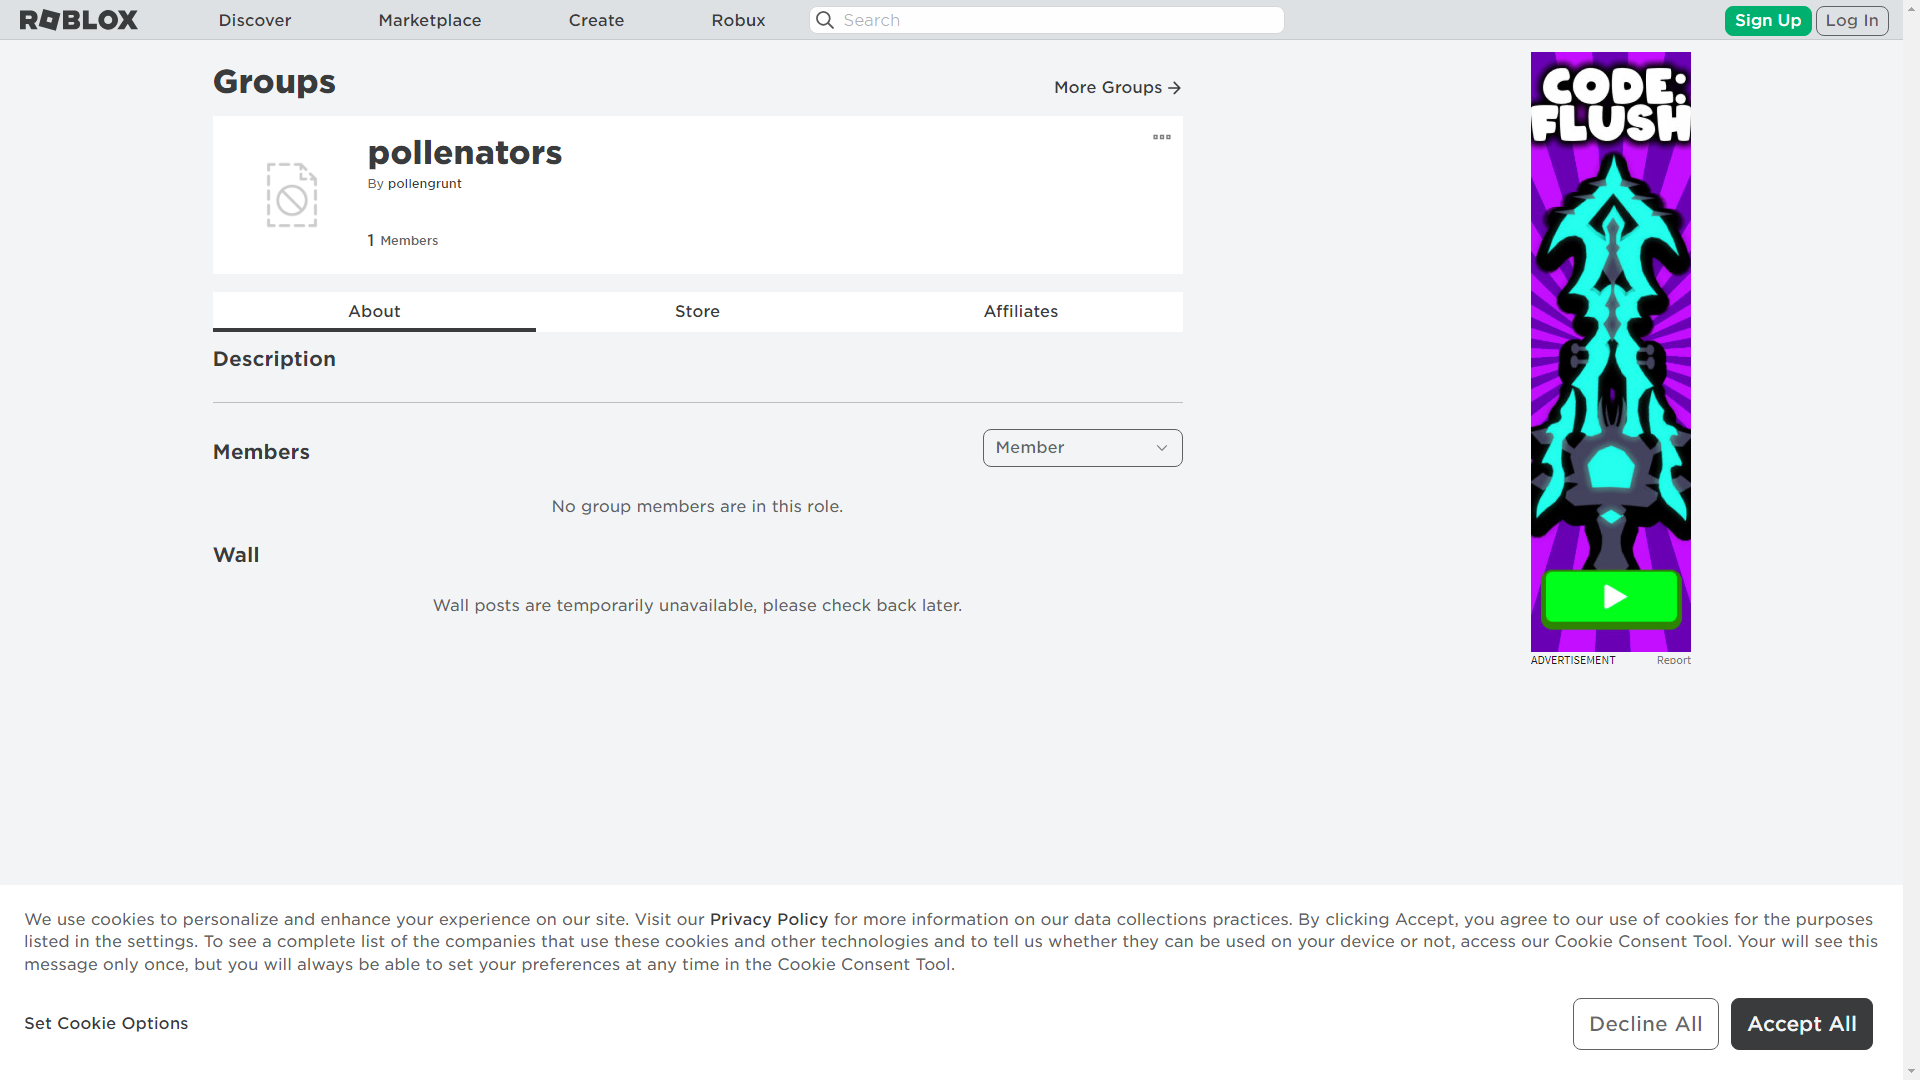 ROBLOX Discover Marketplace Create Robux Search Sign Up Log In
Groups
More Groups
pollenators
By pollengrunt
1 Members
About Store Affiliates
Description
Members
Member
No group members are in this role.
Wall
Wall posts are temporarily unavailable, please check back later.
CODE:
FLUSH
ADVERTISEMENT Report
We use cookies to personalize and enhance your experience on our site. Visit our Privacy Policy for more information on our data collections practices. By clicking Accept, you agree to our use of cookies for the purposes
listed in the settings. To see a complete list of the companies that use these cookies and other technologies and to tell us whether they can be used on your device or not, access our Cookie Consent Tool. Your will see this
message only once, but you will always be able to set your preferences at any time in the Cookie Consent Tool.
Set Cookie Options
Decline All
Accept All